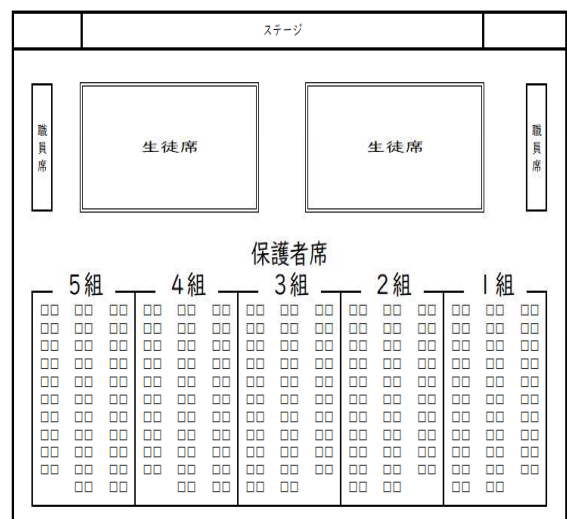 ステージ
職員席
生徒席
生徒席
職員席
保護者席
5組 4組 3組 2組 1組